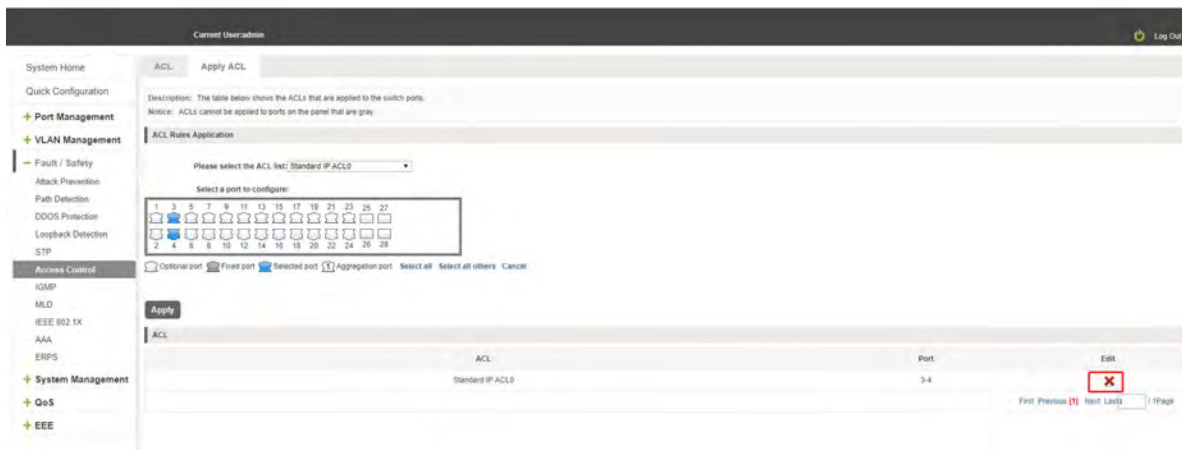 Current User:admin
Log Out
System Home
Quick Configuration
Port Management
VLAN Management
Fault / Safety
Attack Prevention
Path Detection
DDOS Protection
Loopback Detection
STP
Access Control
IGMP
MLD
IEEE 802.1X
AAA
ERPS
System Management
QoS
EEE
ACL Apply ACL
Description: The table below shows the ACLs that are applied to the switch ports.
Notice: ACLs cannot be applied to ports on the panel that are gray.
ACL Rules Application
Please select the ACL list: Standard IP ACL0
Select a port to configure:
1 3 5 7 9 11 13 15 17 19 21 23 25 27
2 4 6 8 10 12 14 16 18 20 22 24 26 28
Optional port Fixed port Selected port 1 Aggregation port Select all Select all others Cancel
Apply
ACL
ACL Port Edit
Standard IP ACL0 3-4
First Previous [1] Next Last 1 / 1Page